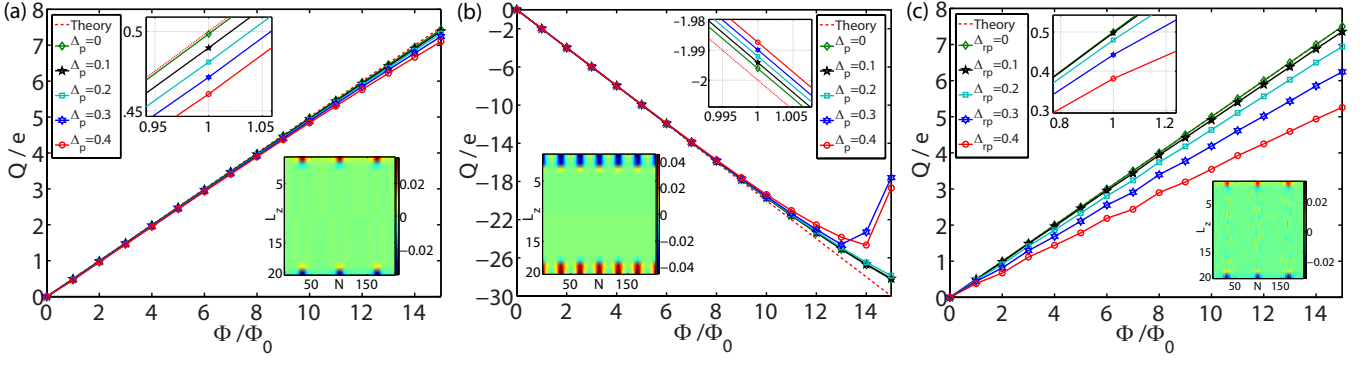 (a)
Q / e
8
7
6
5
4
3
2
1
0
0 2 4 6 8 10 12 14
Φ/Φ₀
Theory
Δp=0
Δp=0.1
Δp=0.2
Δp=0.3
Δp=0.4
0.5
.45
0.95 1 1.05
Lz
5
15
20
50 N 150
0.02
0
−0.02
(b)
Q / e
0
−2
−6
−10
−14
−18
−22
−26
−30
0 2 4 6 8 10 12 14
Φ/Φ₀
Theory
Δp=0
Δp=0.1
Δp=0.2
Δp=0.3
Δp=0.4
−1.98
−1.99
−2
0.995 1 1.005
Lz
5
15
20
50 N 150
0.04
0.02
0
−0.02
−0.04
(c)
Q / e
8
7
6
5
4
3
2
1
0
0 2 4 6 8 10 12 14
Φ/Φ₀
Theory
Δrp=0
Δrp=0.1
Δrp=0.2
Δrp=0.3
Δrp=0.4
0.5
0.4
0.3
0.8 1 1.2
Lz
5
15
20
50 N 150
0.02
0
−0.02